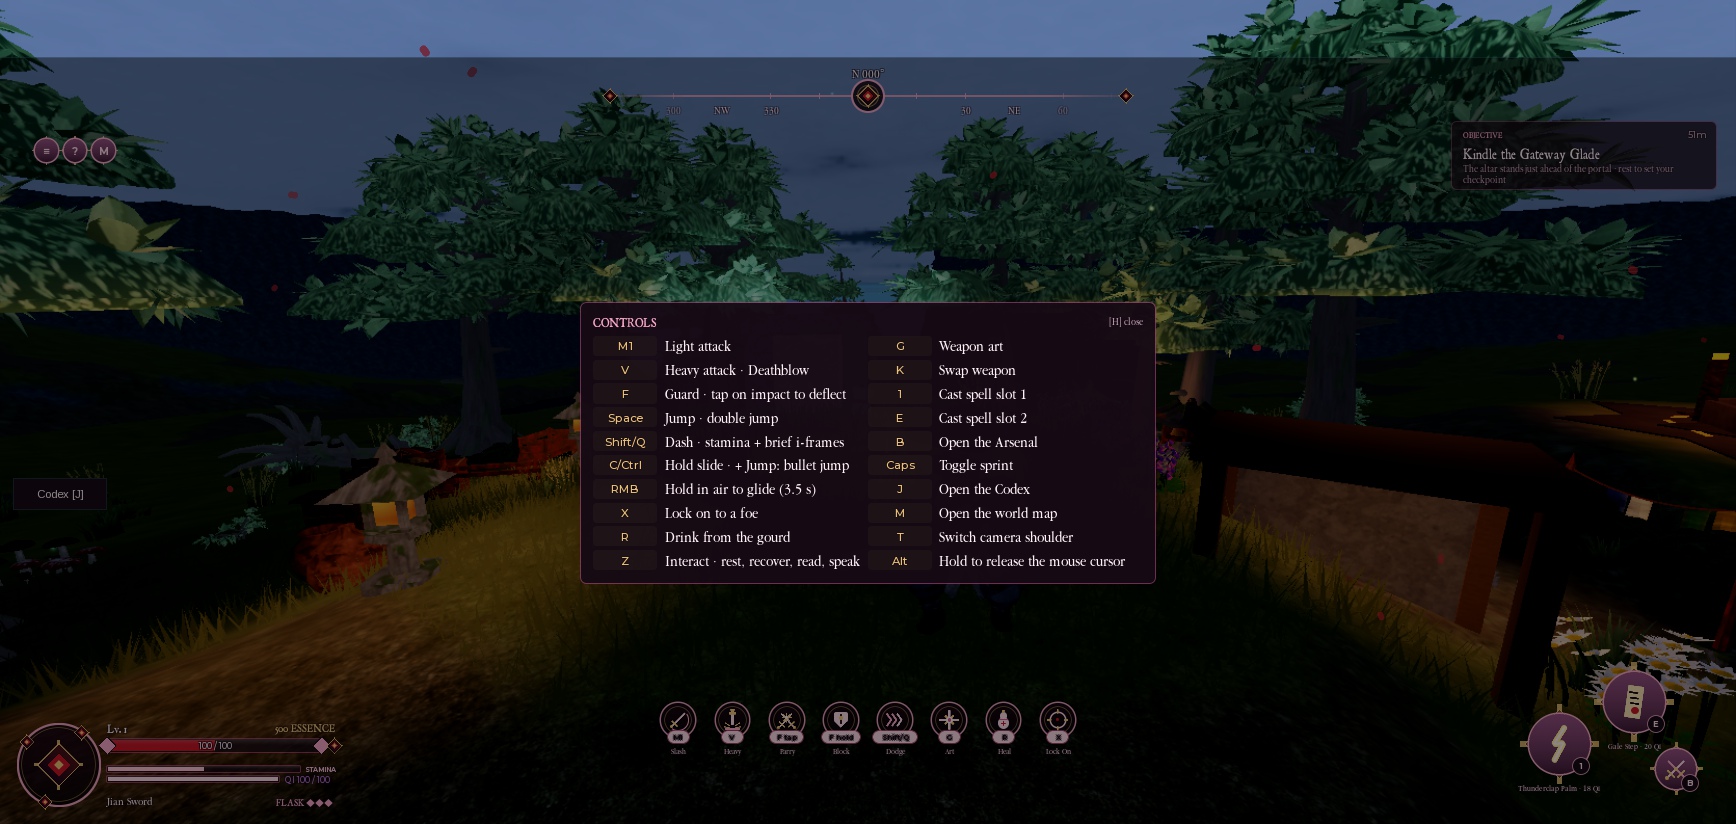 N 000°
300 NW 330 30 NE 60
≡ ? M
OBJECTIVE 51m
Kindle the Gateway Glade
The altar stands just ahead of the portal · rest to set your
checkpoint
CONTROLS [H] close
M1 Light attack
V Heavy attack · Deathblow
F Guard · tap on impact to deflect
Space Jump · double jump
Shift/Q Dash · stamina + brief i-frames
C/Ctrl Hold slide · + Jump: bullet jump
RMB Hold in air to glide (3.5 s)
X Lock on to a foe
R Drink from the gourd
Z Interact · rest, recover, read, speak
G Weapon art
K Swap weapon
1 Cast spell slot 1
E Cast spell slot 2
B Open the Arsenal
Caps Toggle sprint
J Open the Codex
M Open the world map
T Switch camera shoulder
Alt Hold to release the mouse cursor
Codex [J]
Lv. 1 500 ESSENCE
100/100
STAMINA
QI 100/100
Jian Sword FLASK
M1 V F tap F hold Shift/Q G R X
Slash Heavy Parry Block Dodge Art Heal Lock On
E
Gale Step · 20 Qi
1
Thunderclap Palm · 18 Qi
B